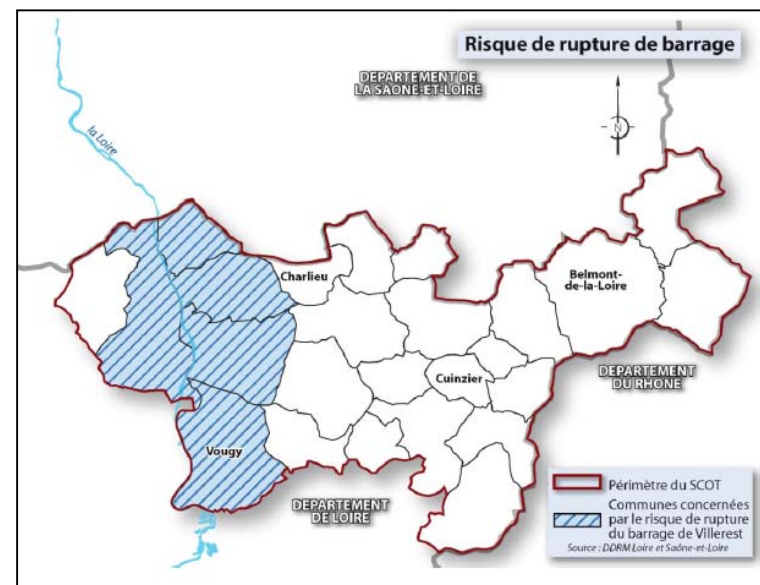 Risque de rupture de barrage
DEPARTEMENT DE
LA SAONE-ET-LOIRE
N
la Loire
Charlieu
Belmont-
de-la-Loire
Cuinzier
DEPARTEMENT
DU RHONE
Vougy
DEPARTEMENT
DE LOIRE
Périmètre du SCOT
Communes concernées
par le risque de rupture
du barrage de Villerest
Source : DDRM Loire et Saône-et-Loire